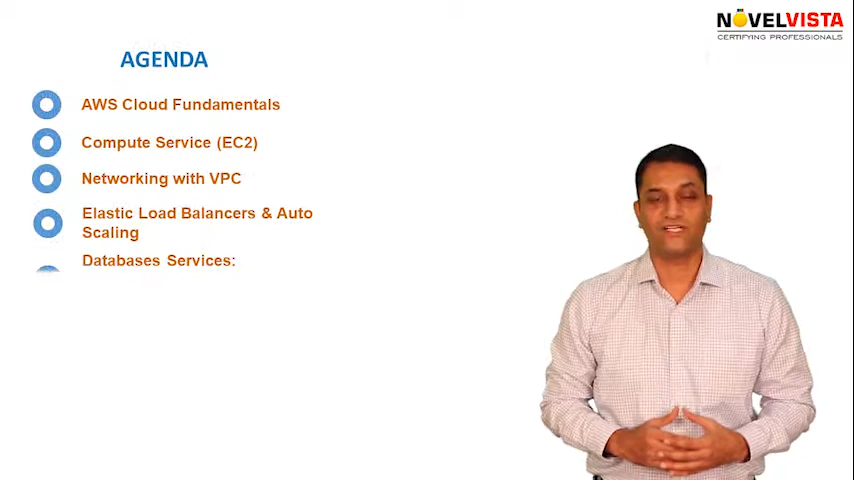 NOVELVISTA
CERTIFYING PROFESSIONALS
AGENDA
AWS Cloud Fundamentals
Compute Service (EC2)
Networking with VPC
Elastic Load Balancers & Auto
Scaling
Databases Services: